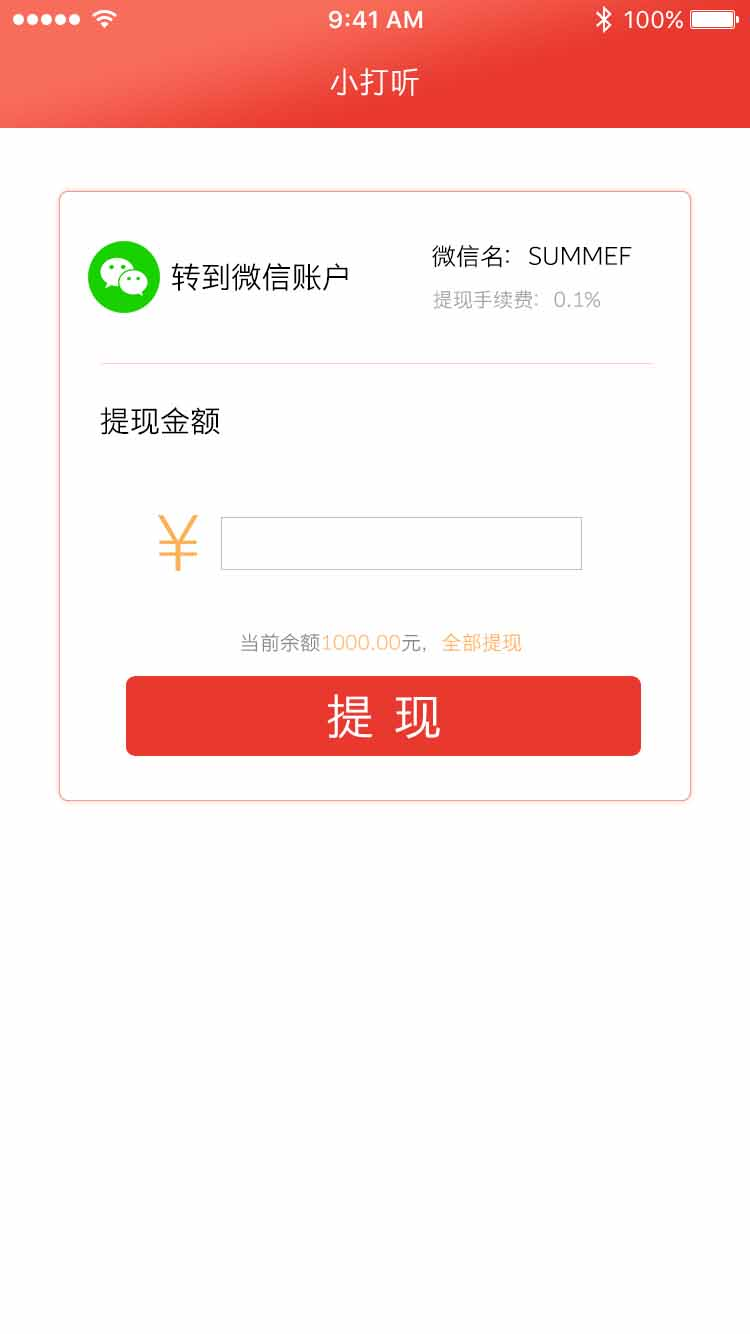 9:41 AM 100%
小打听
转到微信账户
微信名：SUMMEF
提现手续费：0.1%
提现金额
¥
当前余额1000.00元，全部提现
提 现